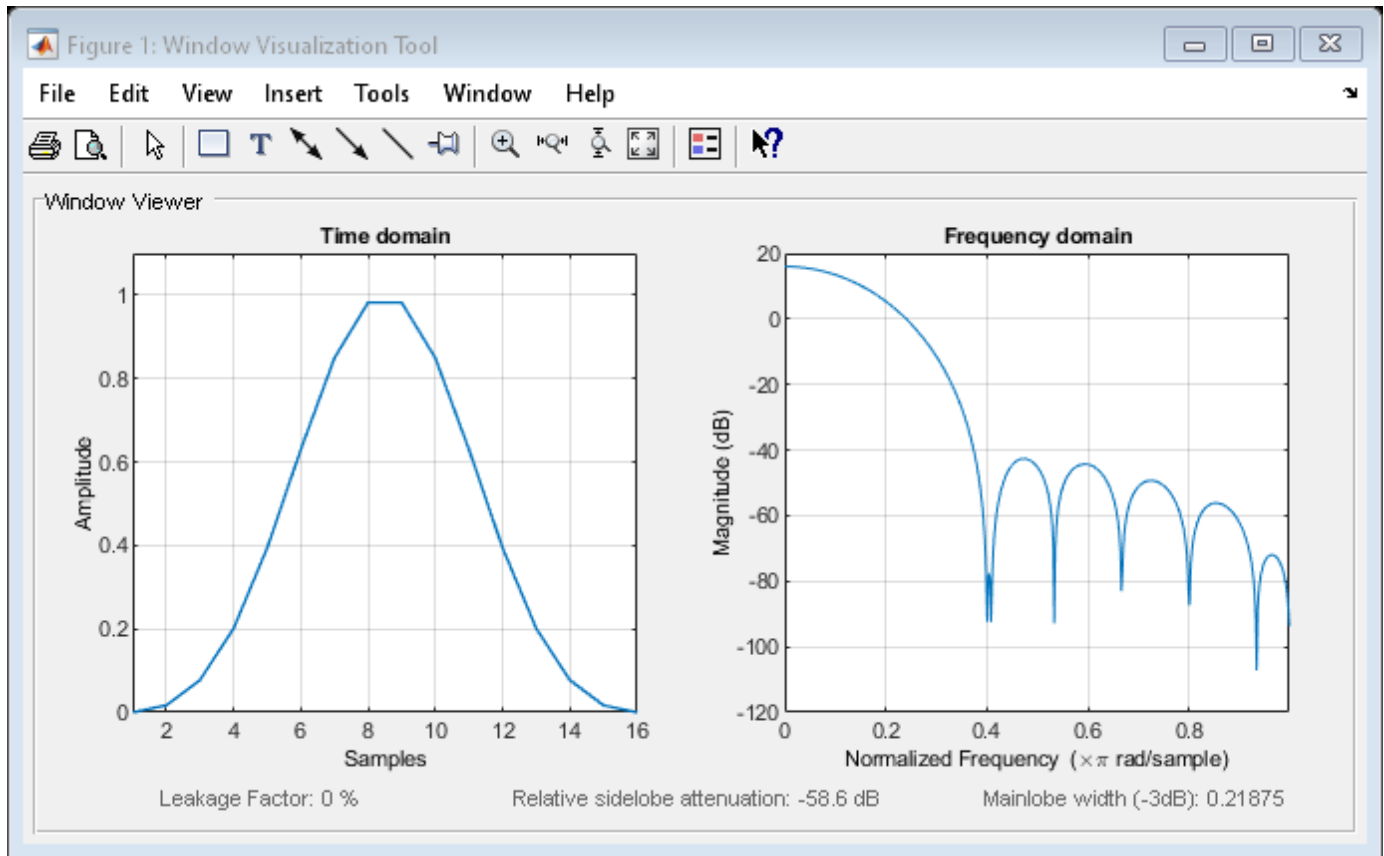 Figure 1: Window Visualization Tool
File Edit View Insert Tools Window Help
T
?
Window Viewer
Time domain
1
0.8
0.6
0.4
0.2
0
Amplitude
2 4 6 8 10 12 14 16
Samples
Frequency domain
20
0
-20
-40
-60
-80
-100
-120
Magnitude (dB)
0 0.2 0.4 0.6 0.8
Normalized Frequency (×π rad/sample)
Leakage Factor: 0 % Relative sidelobe attenuation: -58.6 dB Mainlobe width (-3dB): 0.21875